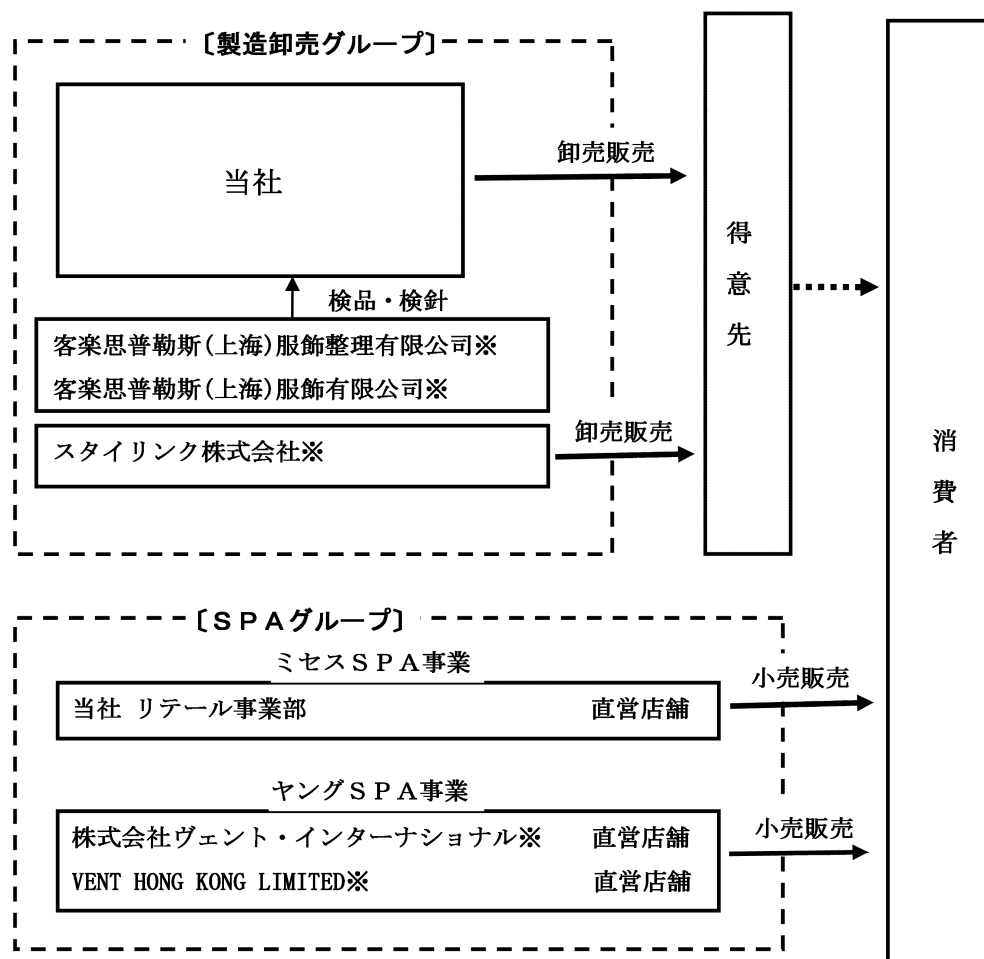 〔製造卸売グループ〕
当社
卸売販売
検品・検針
客楽思普勒斯(上海)服飾整理有限公司※
客楽思普勒斯(上海)服飾有限公司※
スタイリンク株式会社※
卸売販売
得意先
消費者
〔ＳＰＡグループ〕
ミセスＳＰＡ事業
当社 リテール事業部 直営店舗
小売販売
ヤングＳＰＡ事業
株式会社ヴェント・インターナショナル※ 直営店舗
VENT HONG KONG LIMITED※ 直営店舗
小売販売